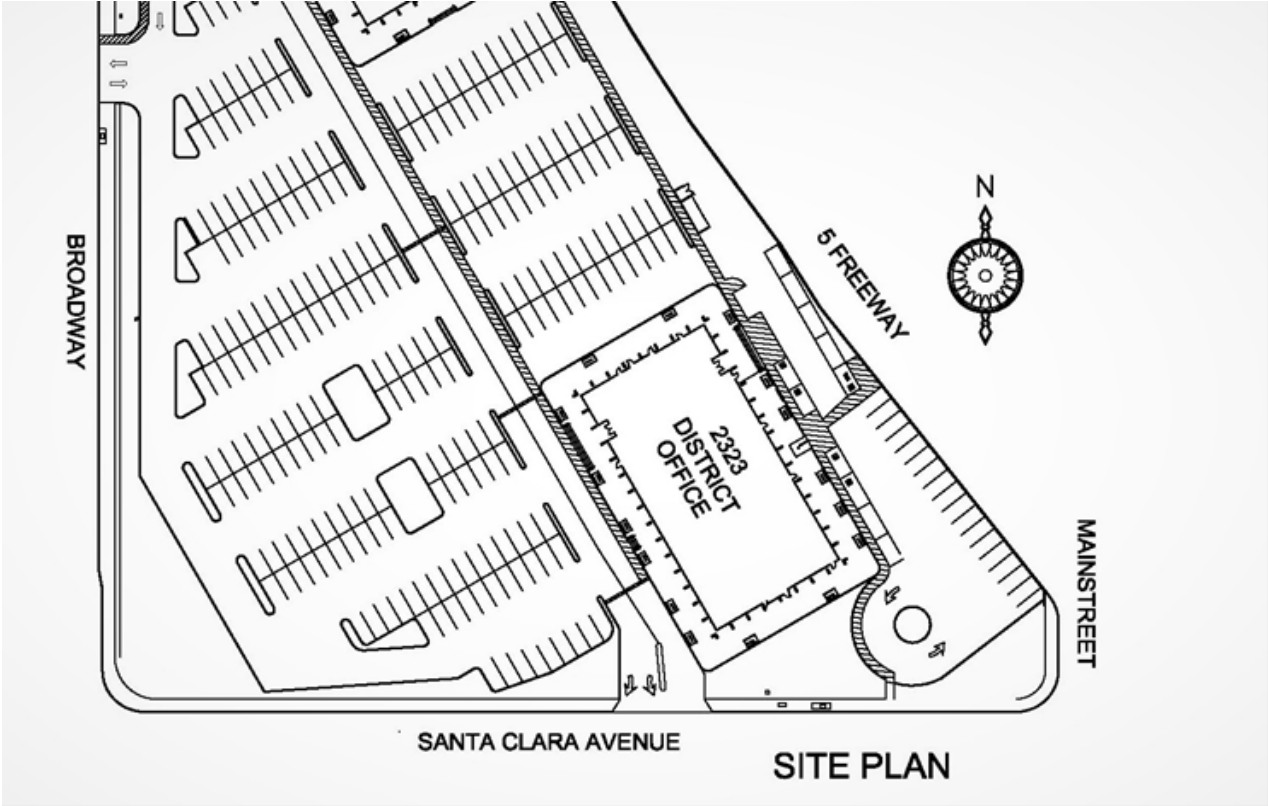 N
BROADWAY
5 FREEWAY
2323
DISTRICT
OFFICE
MAINSTREET
SANTA CLARA AVENUE
SITE PLAN